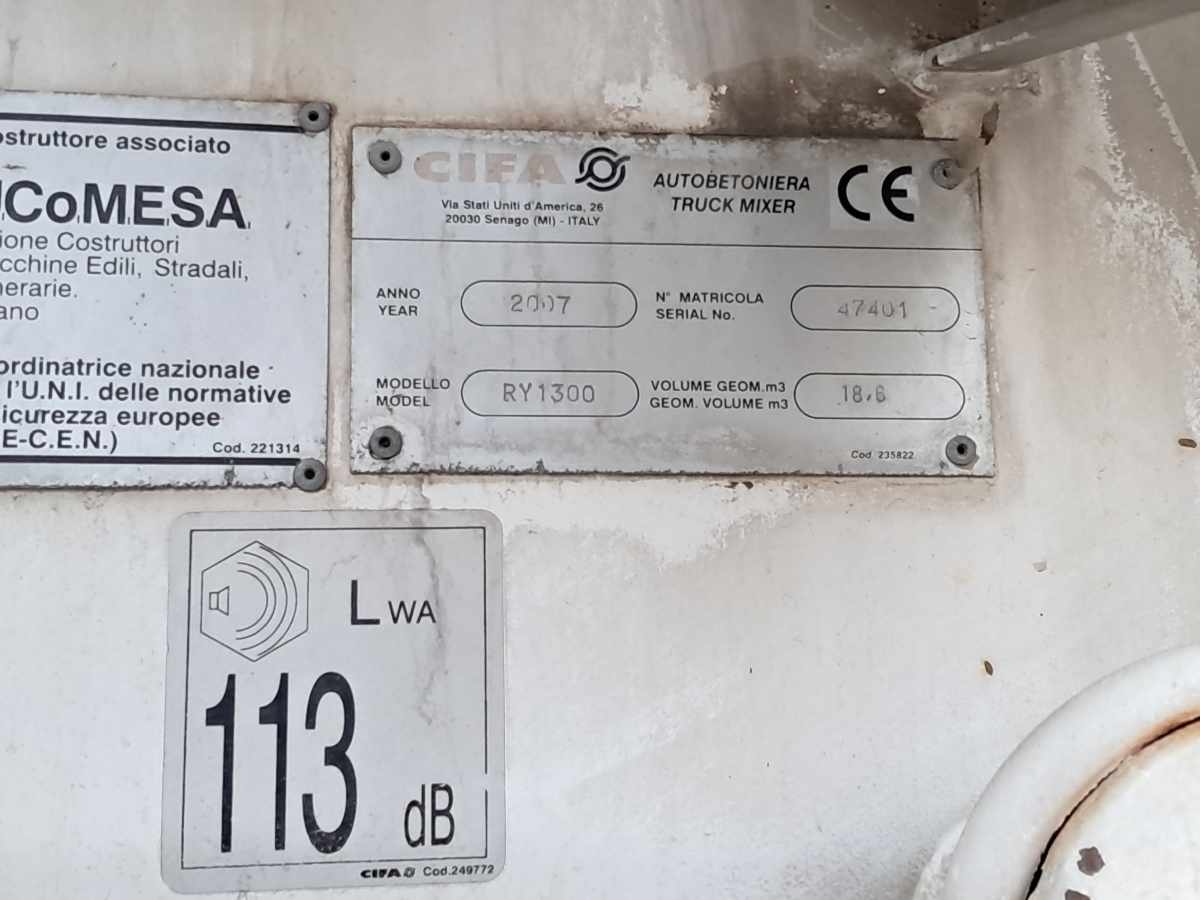 ostruttore associato
CoMESA
ione Costruttori
cchine Edili, Stradali,
nerarie.
ano
ordinatrice nazionale
l'U.N.I. delle normative
icurezza europee
E-C.E.N.)
Cod. 221314
CIFA
Via Stati Uniti d'America, 26
20030 Senago (MI) - ITALY
AUTOBETONIERA
TRUCK MIXER
CE
ANNO
YEAR
2007
N° MATRICOLA
SERIAL No.
47401
MODELLO
MODEL
RY1300
VOLUME GEOM.m3
GEOM. VOLUME m3
18,6
Cod 235822
LWA
113
dB
CIFA Cod.249772